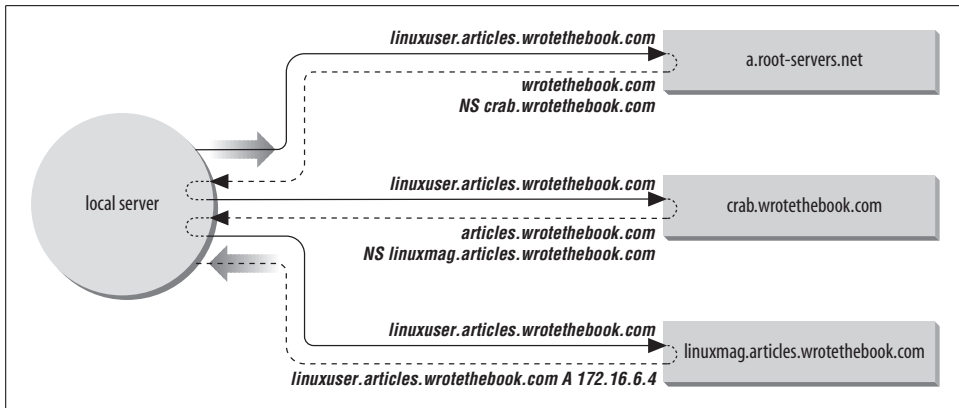 linuxuser.articles.wrotethebook.com
a.root-servers.net
wrotethebook.com
NS crab.wrotethebook.com
local server
linuxuser.articles.wrotethebook.com
crab.wrotethebook.com
articles.wrotethebook.com
NS linuxmag.articles.wrotethebook.com
linuxuser.articles.wrotethebook.com
linuxmag.articles.wrotethebook.com
linuxuser.articles.wrotethebook.com A 172.16.6.4